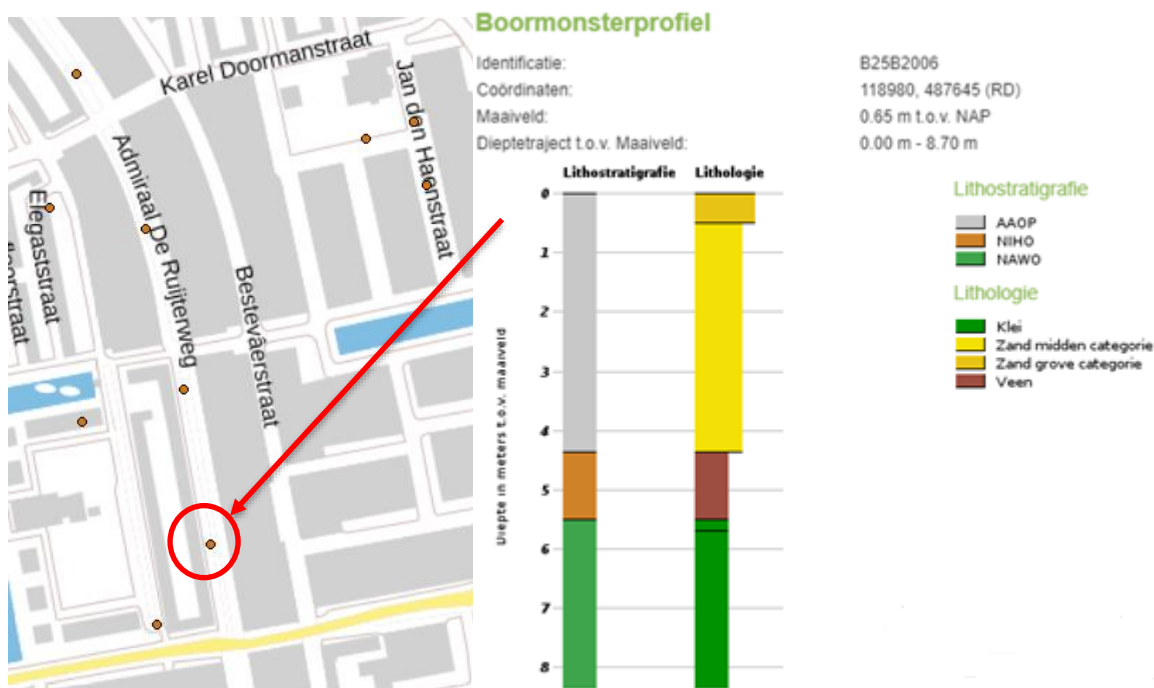 Karel Doormanstraat
Jan den Haenstraat
Admiraal De Ruijterweg
Elegaststraat
Bestevâerstraat
Boormonsterprofiel
Identificatie: B25B2006
Coördinaten: 118980, 487645 (RD)
Maaiveld: 0.65 m t.o.v. NAP
Dieptetraject t.o.v. Maaiveld: 0.00 m - 8.70 m
Lithostratigrafie Lithologie
Diepte in meters t.o.v. maaiveld
0
1
2
3
4
5
6
7
8
Lithostratigrafie
AAOP
NIHO
NAWO
Lithologie
Klei
Zand midden categorie
Zand grove categorie
Veen